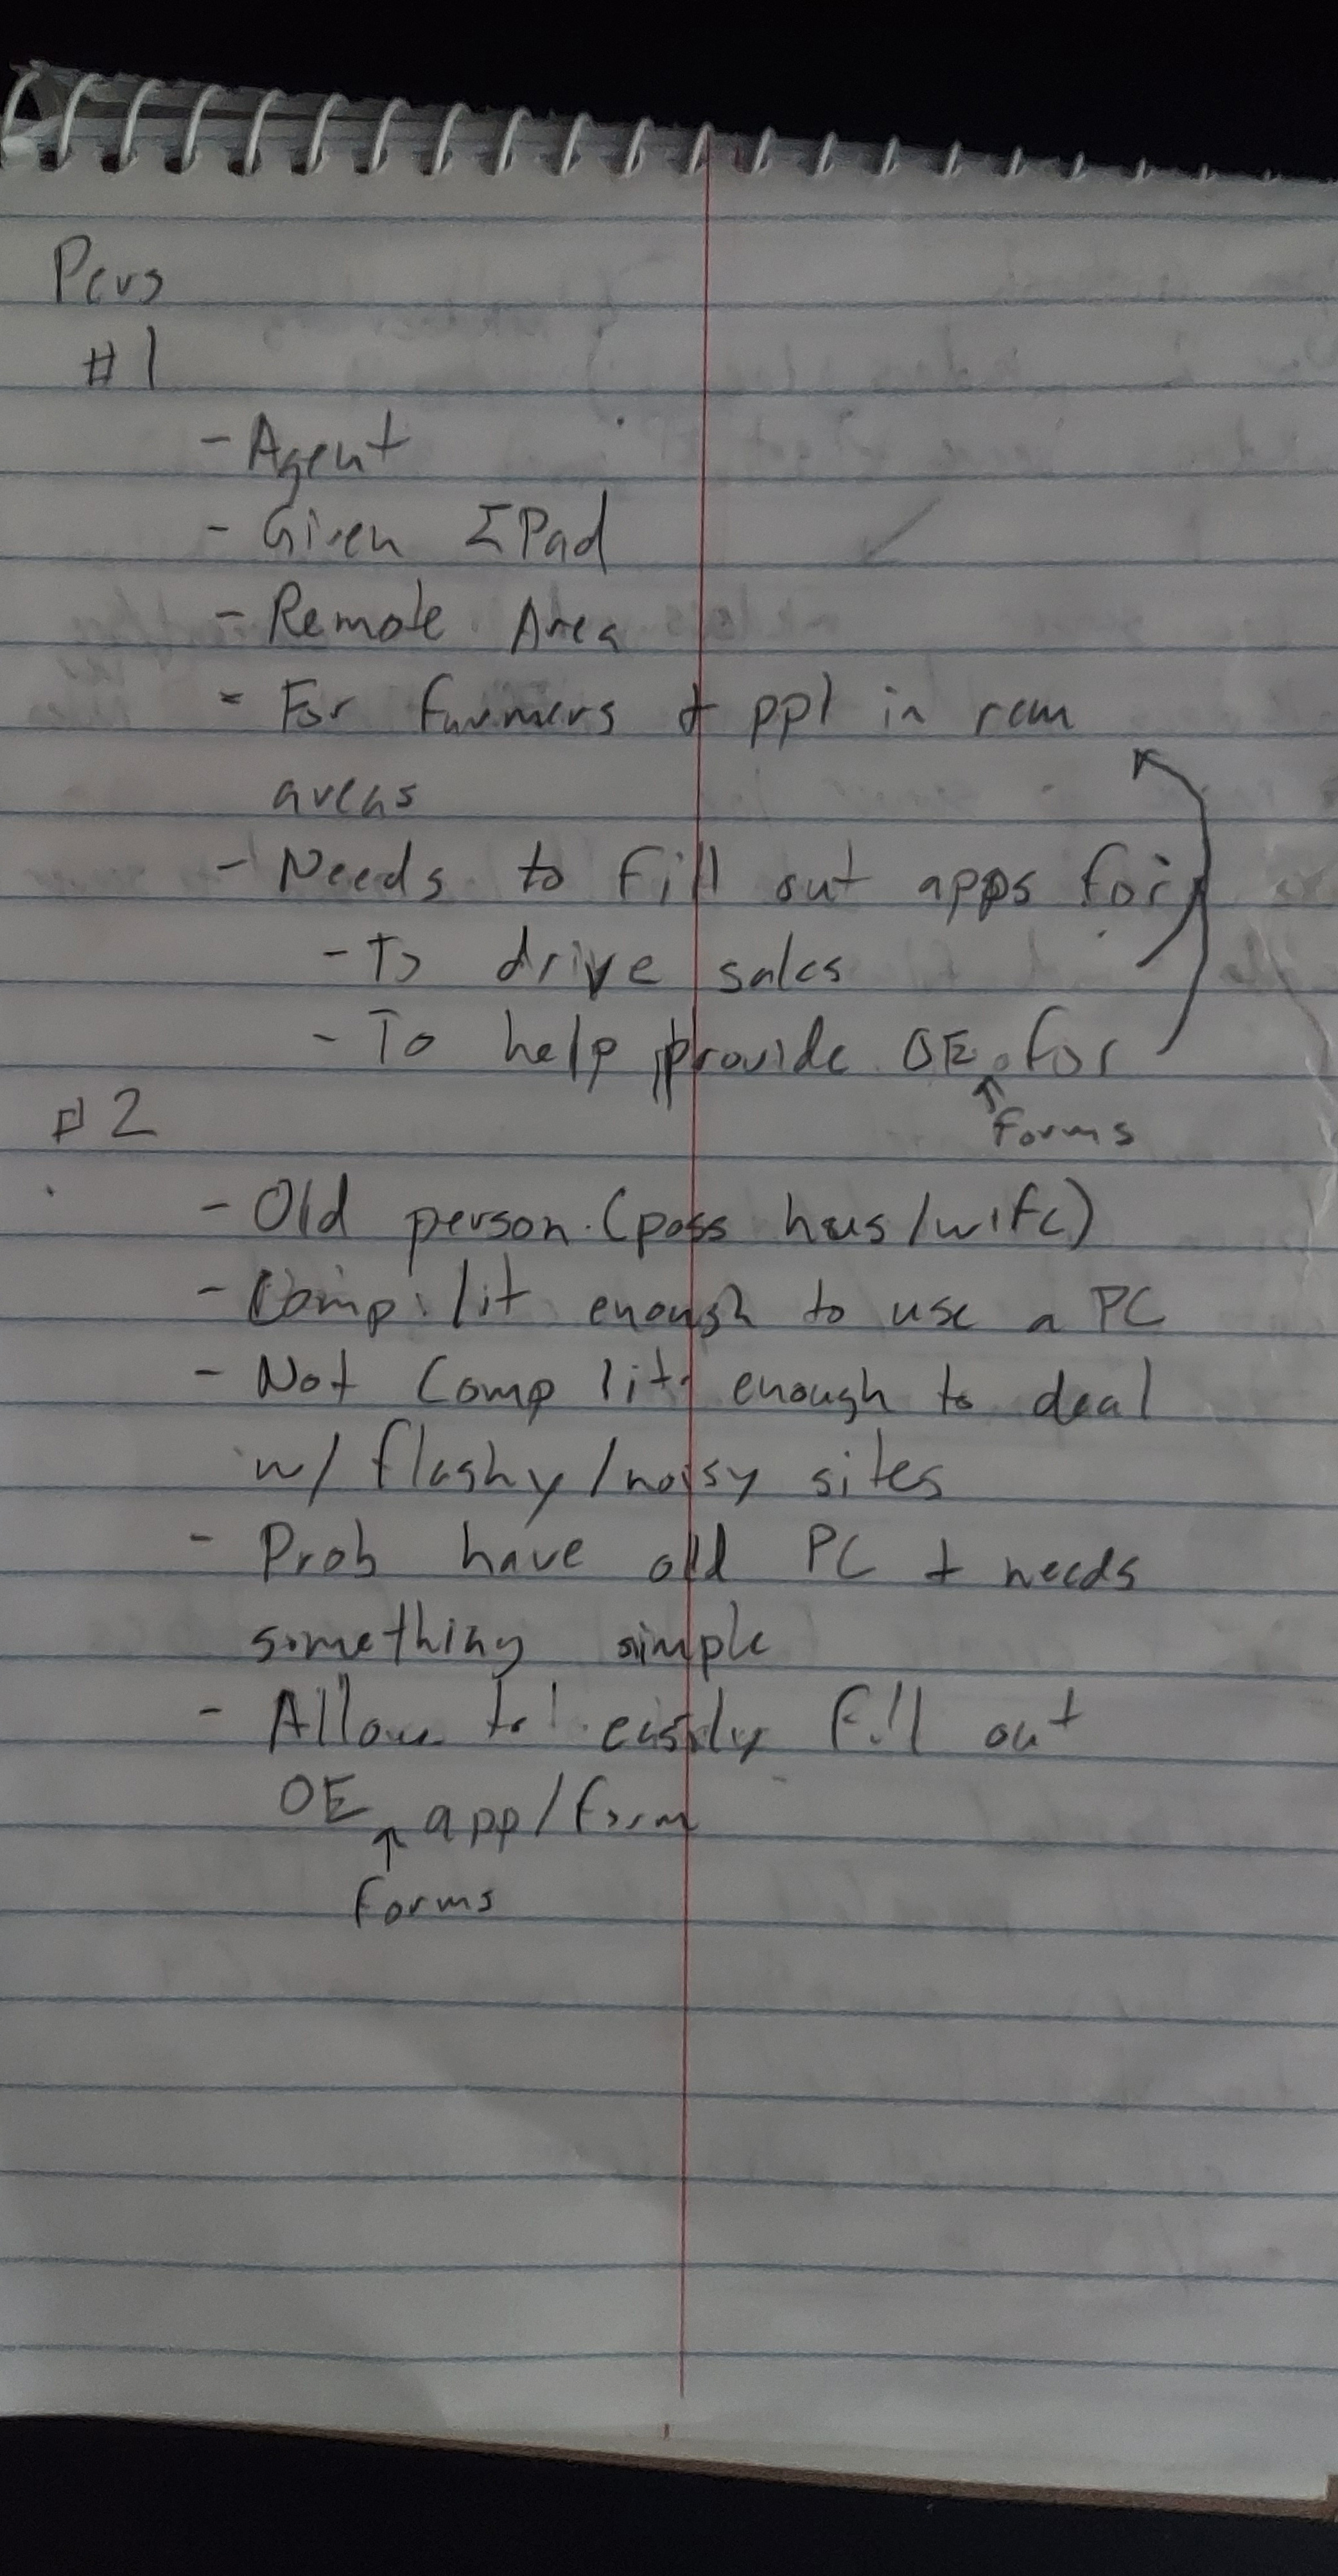 Pers
#1
- Agent
- Given IPad
- Remote Area
- For farmers + ppl in rem
areas
- Needs to fill out apps for
- To drive sales
- To help provide OE for
forms
#2
- Old person (poss hus/wife)
- Comp lit enough to use a PC
- Not Comp lit enough to deal
w/ flashy/noisy sites
- Prob have old PC + needs
something simple
- Allow to easily fill out
OE app/form
forms